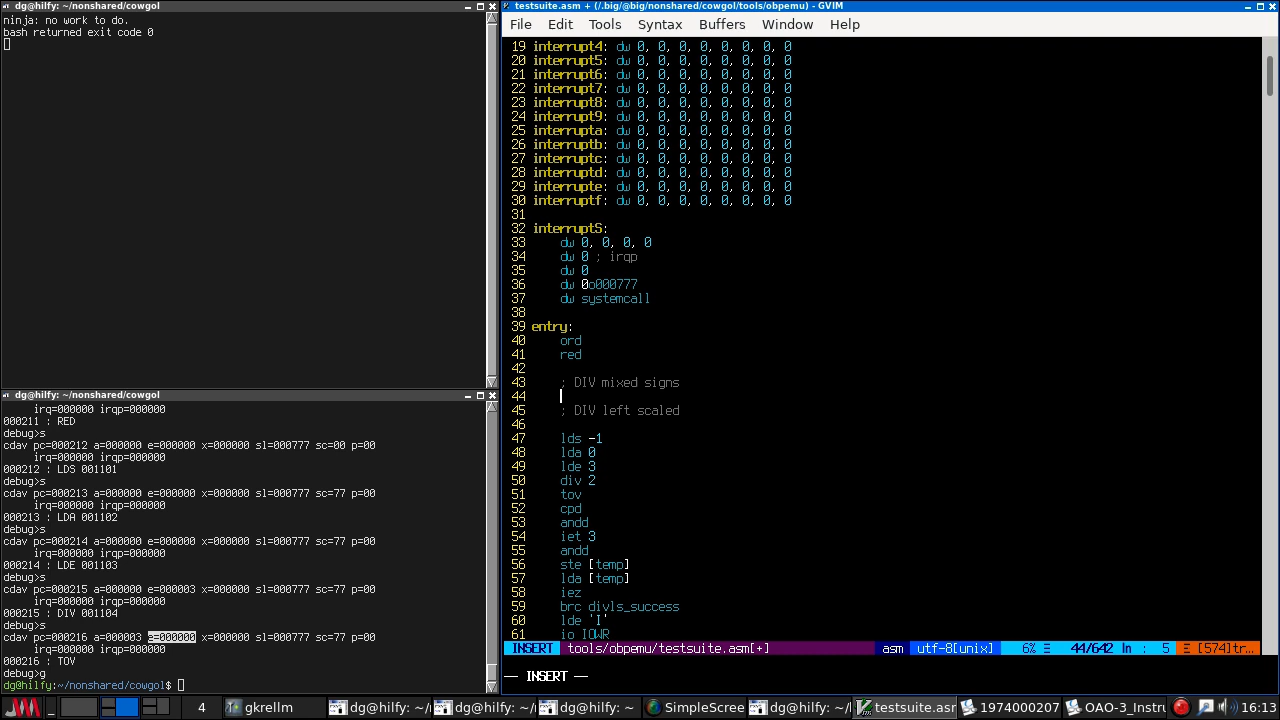 dg@hilfy: ~/nonshared/cowgol
ninja: no work to do.
bash returned exit code 0
dg@hilfy: ~/nonshared/cowgol
irq=000000 irqp=000000
000211 : RED
debug>s
cdav pc=000212 a=000000 e=000000 x=000000 sl=000777 sc=00 p=00
irq=000000 irqp=000000
000212 : LDS 001101
debug>s
cdav pc=000213 a=000000 e=000000 x=000000 sl=000777 sc=77 p=00
irq=000000 irqp=000000
000213 : LDA 001102
debug>s
cdav pc=000214 a=000000 e=000000 x=000000 sl=000777 sc=77 p=00
irq=000000 irqp=000000
000214 : LDE 001103
debug>s
cdav pc=000215 a=000000 e=000003 x=000000 sl=000777 sc=77 p=00
irq=000000 irqp=000000
000215 : DIV 001104
debug>s
cdav pc=000216 a=000003 e=000000 x=000000 sl=000777 sc=77 p=00
irq=000000 irqp=000000
000216 : TOV
debug>g
dg@hilfy:~/nonshared/cowgol$
testsuite.asm + (/.big/@big/nonshared/cowgol/tools/obpemu) - GVIM
File Edit Tools Syntax Buffers Window Help
19 interrupt4: dw 0, 0, 0, 0, 0, 0, 0, 0
20 interrupt5: dw 0, 0, 0, 0, 0, 0, 0, 0
21 interrupt6: dw 0, 0, 0, 0, 0, 0, 0, 0
22 interrupt7: dw 0, 0, 0, 0, 0, 0, 0, 0
23 interrupt8: dw 0, 0, 0, 0, 0, 0, 0, 0
24 interrupt9: dw 0, 0, 0, 0, 0, 0, 0, 0
25 interrupta: dw 0, 0, 0, 0, 0, 0, 0, 0
26 interruptb: dw 0, 0, 0, 0, 0, 0, 0, 0
27 interruptc: dw 0, 0, 0, 0, 0, 0, 0, 0
28 interruptd: dw 0, 0, 0, 0, 0, 0, 0, 0
29 interrupte: dw 0, 0, 0, 0, 0, 0, 0, 0
30 interruptf: dw 0, 0, 0, 0, 0, 0, 0, 0
31
32 interruptS:
33 dw 0, 0, 0, 0
34 dw 0 ; irqp
35 dw 0
36 dw 0o000777
37 dw systemcall
38
39 entry:
40 ord
41 red
42
43 ; DIV mixed signs
44
45 ; DIV left scaled
46
47 lds -1
48 lda 0
49 lde 3
50 div 2
51 tov
52 cpd
53 andd
54 iet 3
55 andd
56 ste [temp]
57 lda [temp]
58 iez
59 brc divls_success
60 lde 'I'
61 io IOWR
INSERT tools/obpemu/testsuite.asm[+] asm utf-8[unix] 6% Ξ 44/642 ln : 5 Ξ [574]tr…
-- INSERT --
4 gkrellm dg@hilfy: ~/ dg@hilfy: ~/ dg@hilfy: ~ SimpleScree dg@hilfy: ~/ testsuite.asm 1974000207 OAO-3_Instru 16:13